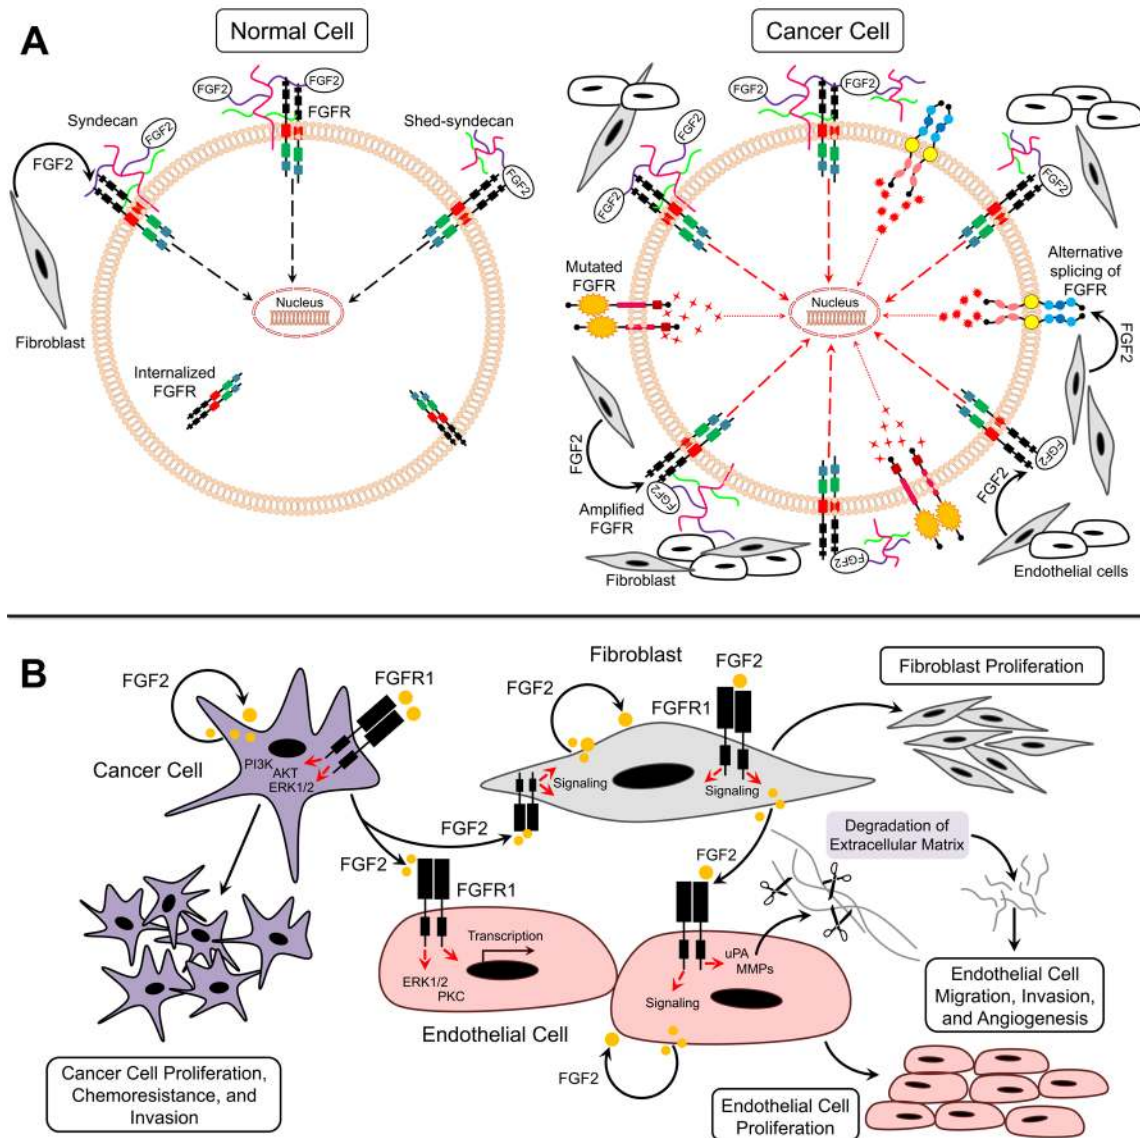 A
Normal Cell
Cancer Cell
FGF2
FGF2
FGFR
Syndecan
FGF2
Shed-syndecan
FGF2
FGF2
Nucleus
Fibroblast
Internalized
FGFR
FGF2
FGF2
FGF2
FGF2
FGF2
Mutated
FGFR
Nucleus
Alternative
splicing of
FGFR
FGF2
FGF2
FGF2
Amplified
FGFR
FGF2
FGF2
FGF2
Fibroblast
Endothelial cells
B
FGF2
FGFR1
Cancer Cell
PI3K
AKT
ERK1/2
Fibroblast
FGF2
FGF2
FGFR1
Signaling
Signaling
Fibroblast Proliferation
FGF2
FGF2
FGFR1
FGF2
Degradation of
Extracellular Matrix
Transcription
ERK1/2
PKC
Endothelial Cell
uPA
MMPs
Signaling
FGF2
Endothelial Cell
Migration, Invasion,
and Angiogenesis
Cancer Cell Proliferation,
Chemoresistance, and
Invasion
Endothelial Cell
Proliferation